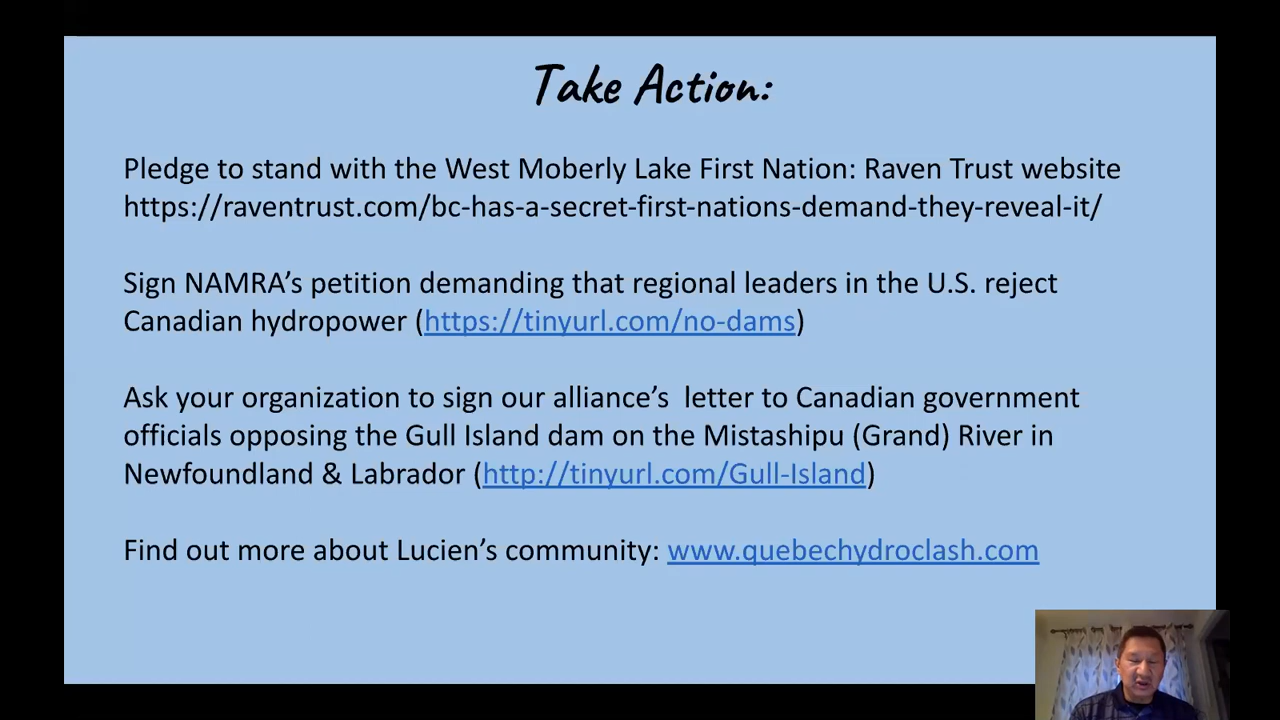 Take Action:
Pledge to stand with the West Moberly Lake First Nation: Raven Trust website
https://raventrust.com/bc-has-a-secret-first-nations-demand-they-reveal-it/
Sign NAMRA’s petition demanding that regional leaders in the U.S. reject
Canadian hydropower (https://tinyurl.com/no-dams)
Ask your organization to sign our alliance’s  letter to Canadian government
officials opposing the Gull Island dam on the Mistashipu (Grand) River in
Newfoundland & Labrador (http://tinyurl.com/Gull-Island)
Find out more about Lucien’s community: www.quebechydroclash.com